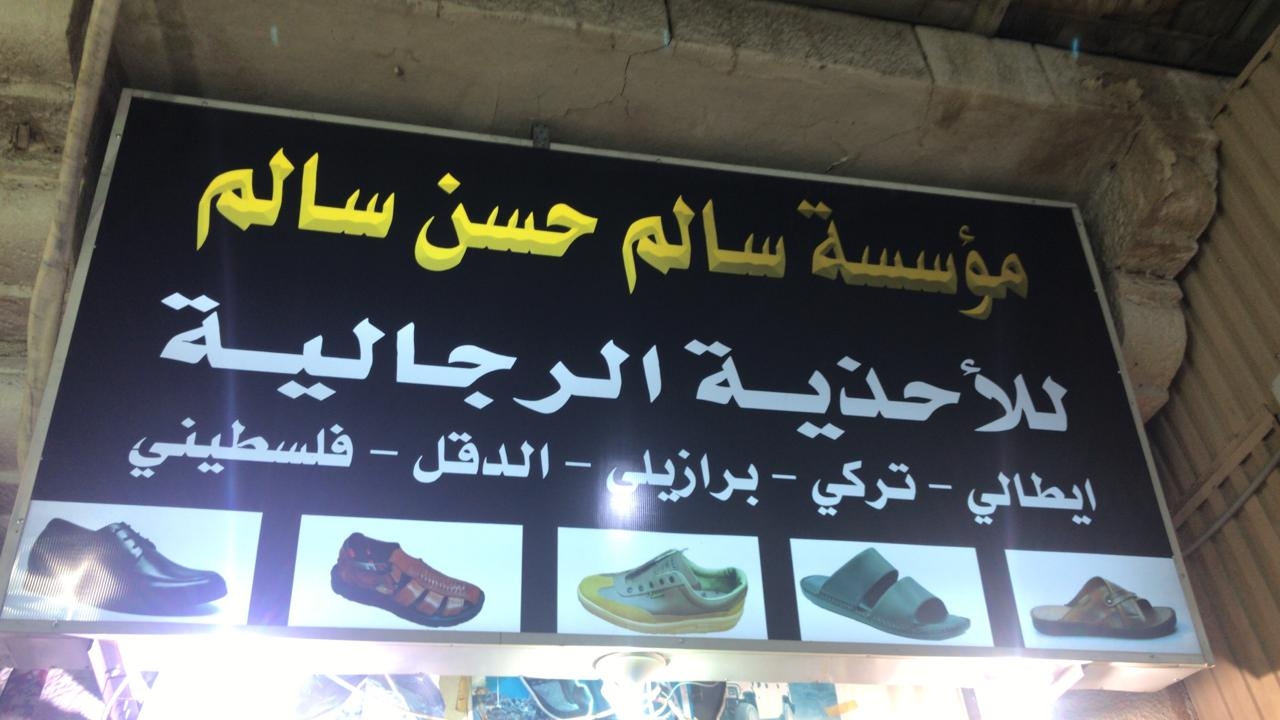 مؤسسة سالم حسن سالم
للأحذية الرجالية
ايطالي - تركي - برازيلي - الدقل - فلسطيني